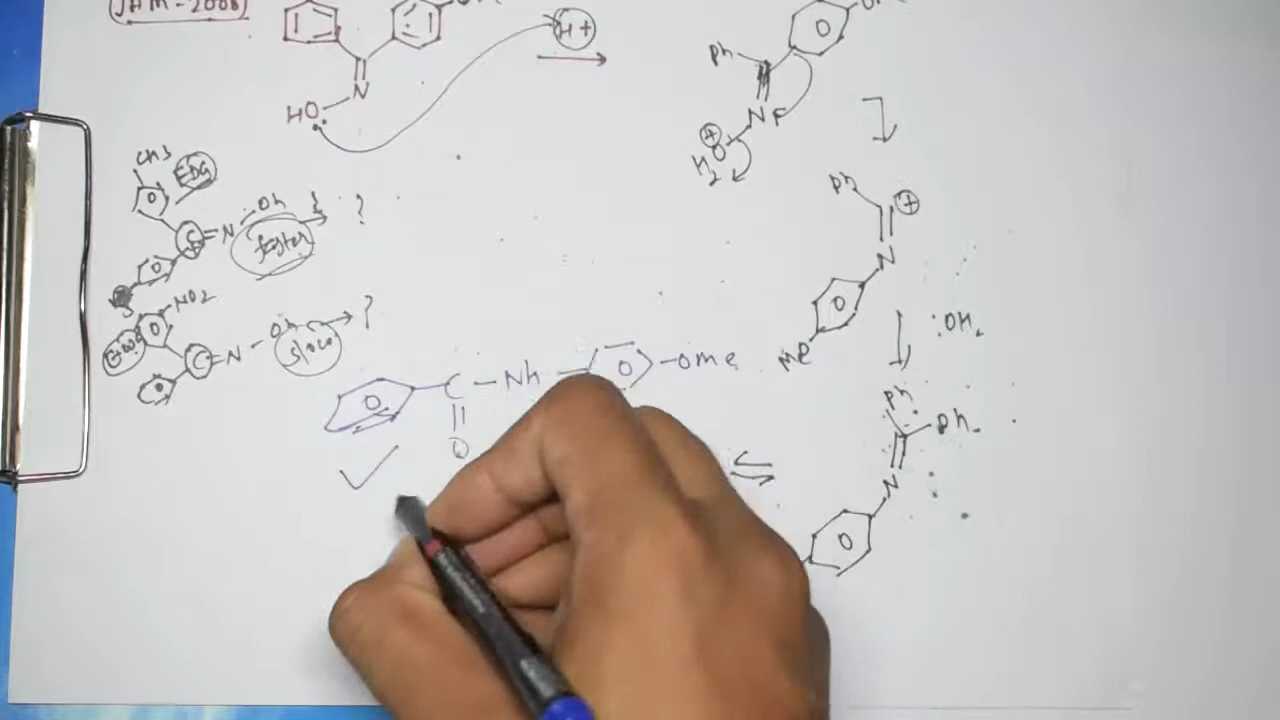 JAM-2008
H+
N
HO
Ph
N
H2O
CH3
EDG
C=N-OH
faster
?
NO2
EWG
C=N-OH
slow
?
Ph
N
Me
:OH2
C-Nh
O
O
-OMe
Ph
Ph
N
O